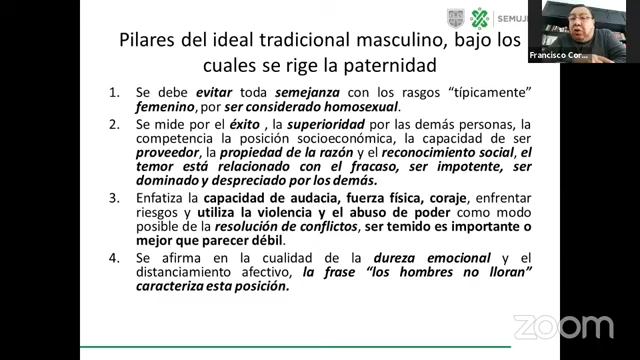 SEMUJERES
Francisco Cor...
Pilares del ideal tradicional masculino, bajo los
cuales se rige la paternidad
1. Se debe evitar toda semejanza con los rasgos “típicamente”
femenino, por ser considerado homosexual.
2. Se mide por el éxito , la superioridad por las demás personas, la
competencia la posición socioeconómica, la capacidad de ser
proveedor, la propiedad de la razón y el reconocimiento social, el
temor está relacionado con el fracaso, ser impotente, ser
dominado y despreciado por los demás.
3. Enfatiza la capacidad de audacia, fuerza física, coraje, enfrentar
riesgos y utiliza la violencia y el abuso de poder como modo
posible de la resolución de conflictos, ser temido es importante o
mejor que parecer débil.
4. Se afirma en la cualidad de la dureza emocional y el
distanciamiento afectivo, la frase “los hombres no lloran”
caracteriza esta posición.
zoom